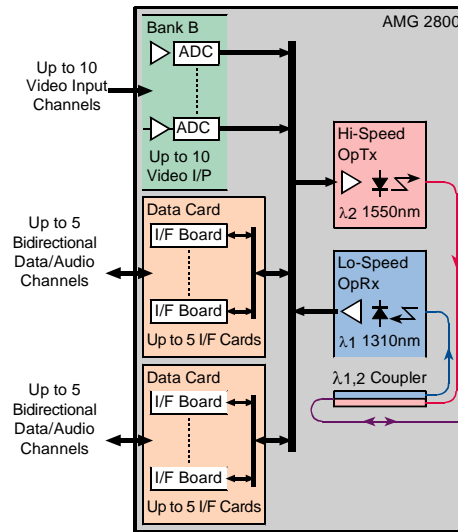 AMG 2800
Bank B
ADC
ADC
Up to 10
Video I/P
Up to 10
Video Input
Channels
Hi-Speed
OpTx
λ2 1550nm
Up to 5
Bidirectional
Data/Audio
Channels
Data Card
I/F Board
I/F Board
Up to 5 I/F Cards
Lo-Speed
OpRx
λ1 1310nm
λ1,2 Coupler
Up to 5
Bidirectional
Data/Audio
Channels
Data Card
I/F Board
I/F Board
Up to 5 I/F Cards